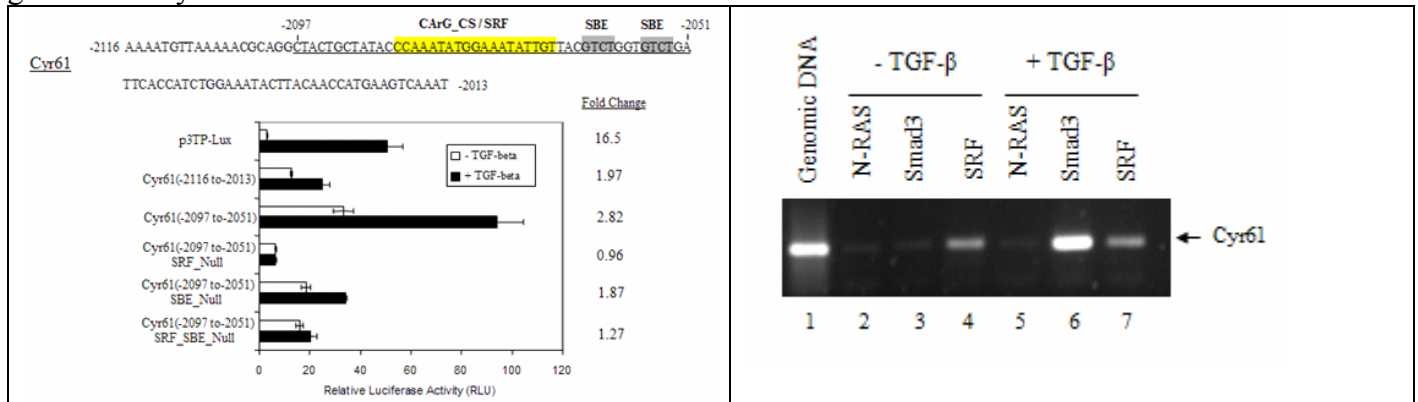 -2097 CArG_CS / SRF SBE SBE -2051
-2116 AAAATGTTAAAAACGCAGGCTACTGCTATACCCAAATATGGAAATATTGTTACGTCTGGTGTCTGA
Cyr61
TTCACCATCTGGAAATACTTACAACCATGAAGTCAAAT -2013
Fold Change
p3TP-Lux 16.5
- TGF-beta
+ TGF-beta
Cyr61(-2116 to-2013) 1.97
Cyr61(-2097 to-2051) 2.82
Cyr61(-2097 to-2051)
SRF_Null
0.96
Cyr61(-2097 to-2051)
SBE_Null
1.87
Cyr61(-2097 to-2051)
SRF_SBE_Null
1.27
0 20 40 60 80 100 120
Relative Luciferase Activity (RLU)
- TGF-β + TGF-β
Genomic DNA
N-RAS
Smad3
SRF
N-RAS
Smad3
SRF
Cyr61
1 2 3 4 5 6 7